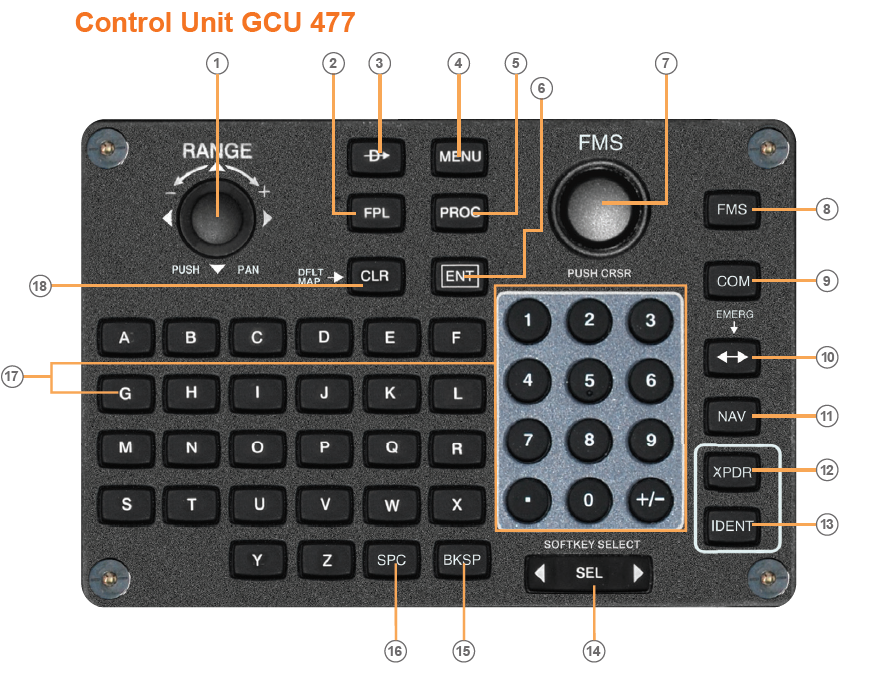 Control Unit GCU 477
1 2 3 4 5 6 7
RANGE
- +
PUSH PAN
D MENU
FPL PROC
DFLT
MAP
CLR ENT
FMS
PUSH CRSR
FMS 8
COM 9
EMERG
10
NAV 11
XPDR 12
IDENT 13
18
17
A B C D E F
G H I J K L
M N O P Q R
S T U V W X
Y Z SPC BKSP
1 2 3
4 5 6
7 8 9
. 0 +/-
SOFTKEY SELECT
SEL
16 15 14